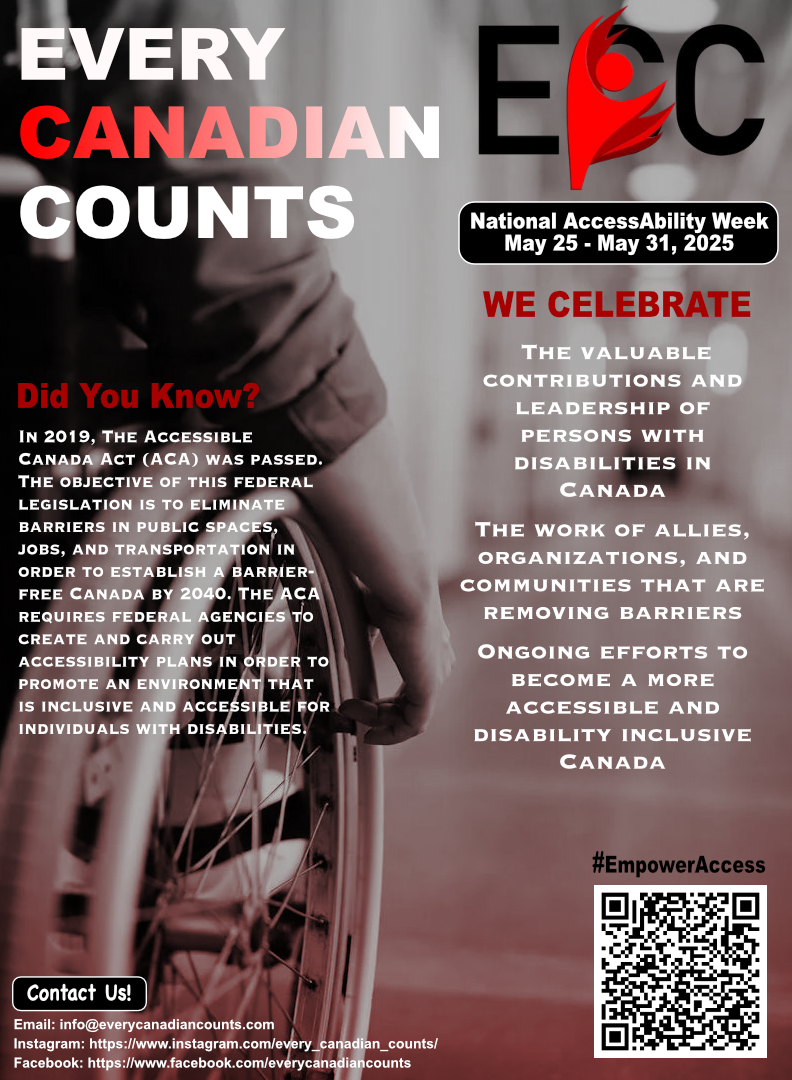 EVERY
CANADIAN
COUNTS
ECC
National AccessAbility Week
May 25 - May 31, 2025
WE CELEBRATE
The valuable
contributions and
leadership of
persons with
disabilities in
Canada
The work of allies,
organizations, and
communities that are
removing barriers
Ongoing efforts to
become a more
accessible and
disability inclusive
Canada
Did You Know?
In 2019, The Accessible
Canada Act (ACA) was passed.
The objective of this federal
legislation is to eliminate
barriers in public spaces,
jobs, and transportation in
order to establish a barrier-
free Canada by 2040. The ACA
requires federal agencies to
create and carry out
accessibility plans in order to
promote an environment that
is inclusive and accessible for
individuals with disabilities.
#EmpowerAccess
Contact Us!
Email: info@everycanadiancounts.com
Instagram: https://www.instagram.com/every_canadian_counts/
Facebook: https://www.facebook.com/everycanadiancounts